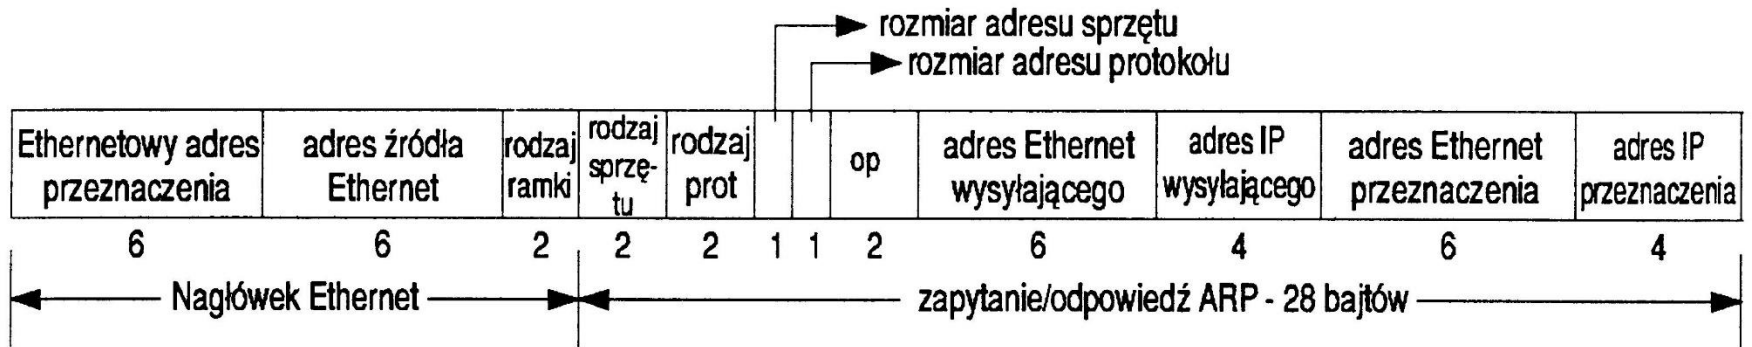 rozmiar adresu sprzętu
rozmiar adresu protokołu
Ethernetowy adres przeznaczenia
adres źródła Ethernet
rodzaj ramki
rodzaj sprzę-tu
rodzaj prot
op
adres Ethernet wysyłającego
adres IP wysyłającego
adres Ethernet przeznaczenia
adres IP przeznaczenia
6 6 2 2 2 1 1 2 6 4 6 4
Nagłówek Ethernet
zapytanie/odpowiedź ARP - 28 bajtów